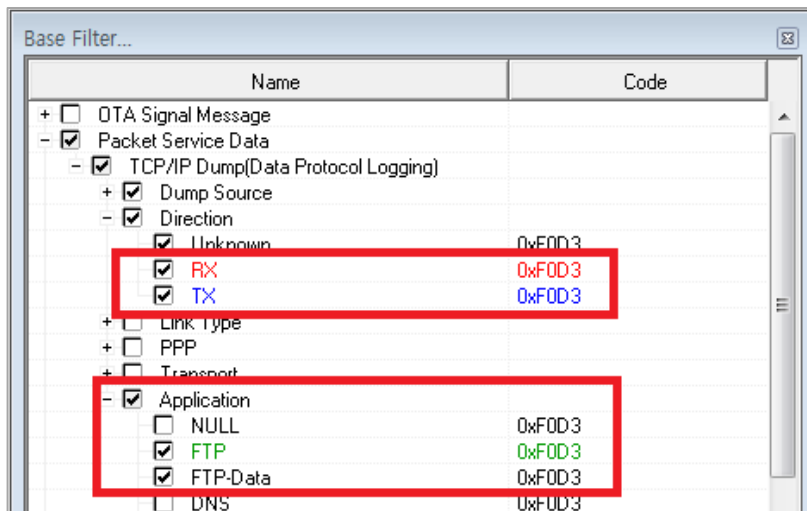 Base Filter...
Name Code
OTA Signal Message
Packet Service Data
TCP/IP Dump(Data Protocol Logging)
Dump Source
Direction
Unknown 0xF0D3
RX 0xF0D3
TX 0xF0D3
Link Type
PPP
Transport
Application
NULL 0xF0D3
FTP 0xF0D3
FTP-Data 0xF0D3
DNS 0xF0D3